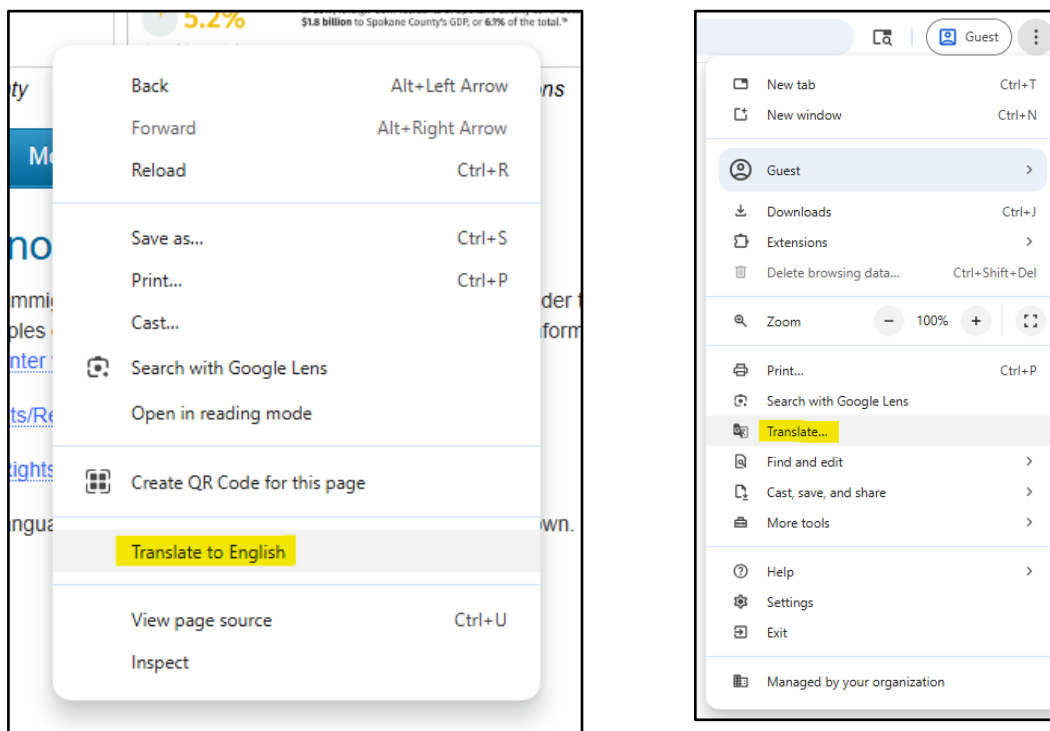 5.2%
$1.8 billion to Spokane County's GDP, or 6.1% of the total.
Back Alt+Left Arrow
Forward Alt+Right Arrow
Reload Ctrl+R
Save as... Ctrl+S
Print... Ctrl+P
Cast...
Search with Google Lens
Open in reading mode
Create QR Code for this page
Translate to English
View page source Ctrl+U
Inspect
Guest
New tab Ctrl+T
New window Ctrl+N
Guest
Downloads Ctrl+J
Extensions
Delete browsing data... Ctrl+Shift+Del
Zoom - 100% +
Print... Ctrl+P
Search with Google Lens
Translate...
Find and edit
Cast, save, and share
More tools
Help
Settings
Exit
Managed by your organization